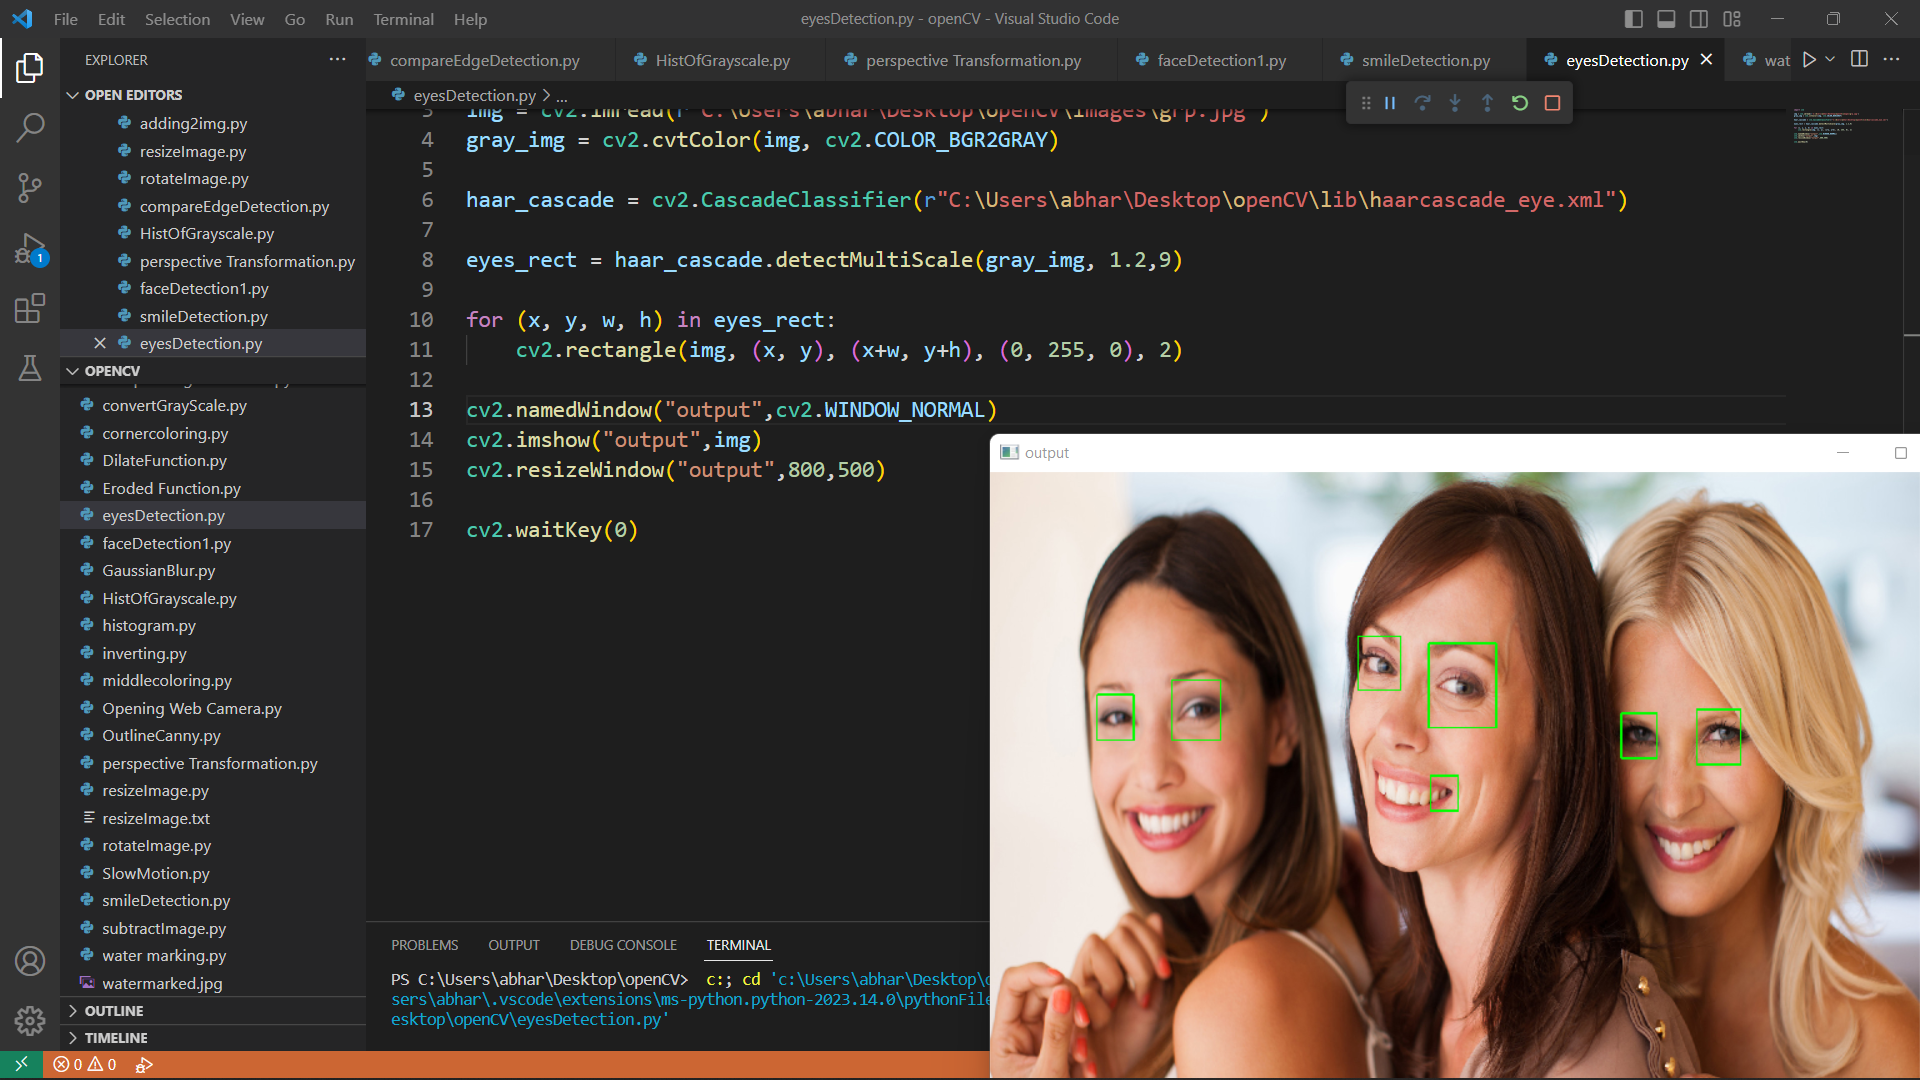 File Edit Selection View Go Run Terminal Help
eyesDetection.py - openCV - Visual Studio Code
EXPLORER
OPEN EDITORS
adding2img.py
resizeImage.py
rotateImage.py
compareEdgeDetection.py
HistOfGrayscale.py
perspective Transformation.py
faceDetection1.py
smileDetection.py
eyesDetection.py
OPENCV
convertGrayScale.py
cornercoloring.py
DilateFunction.py
Eroded Function.py
eyesDetection.py
faceDetection1.py
GaussianBlur.py
HistOfGrayscale.py
histogram.py
inverting.py
middlecoloring.py
Opening Web Camera.py
OutlineCanny.py
perspective Transformation.py
resizeImage.py
resizeImage.txt
rotateImage.py
SlowMotion.py
smileDetection.py
subtractImage.py
water marking.py
watermarked.jpg
OUTLINE
TIMELINE
1
0 0
compareEdgeDetection.py HistOfGrayscale.py perspective Transformation.py faceDetection1.py smileDetection.py eyesDetection.py wat
eyesDetection.py > ...
3 img = cv2.imread(r"C:\Users\abhar\Desktop\openCV\images\grp.jpg")
4 gray_img = cv2.cvtColor(img, cv2.COLOR_BGR2GRAY)
5
6 haar_cascade = cv2.CascadeClassifier(r"C:\Users\abhar\Desktop\openCV\lib\haarcascade_eye.xml")
7
8 eyes_rect = haar_cascade.detectMultiScale(gray_img, 1.2,9)
9
10 for (x, y, w, h) in eyes_rect:
11 cv2.rectangle(img, (x, y), (x+w, y+h), (0, 255, 0), 2)
12
13 cv2.namedWindow("output",cv2.WINDOW_NORMAL)
14 cv2.imshow("output",img)
15 cv2.resizeWindow("output",800,500)
16
17 cv2.waitKey(0)
output
PROBLEMS OUTPUT DEBUG CONSOLE TERMINAL
PS C:\Users\abhar\Desktop\openCV> c:; cd 'c:\Users\abhar\Desktop\
sers\abhar\.vscode\extensions\ms-python.python-2023.14.0\pythonFile
esktop\openCV\eyesDetection.py'